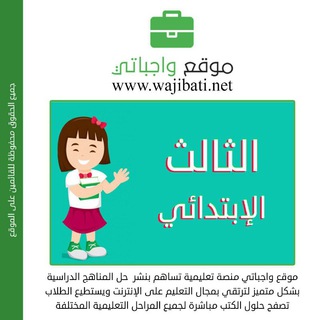 موقع واجباتي
www.wajibati.net
الثالث
الإبتدائي
موقع واجباتي منصة تعليمية تساهم بنشر حل المناهج الدراسية
بشكل متميز لترتقي بمجال التعليم على الإنترنت ويستطيع الطلاب
تصفح حلول الكتب مباشرة لجميع المراحل التعليمية المختلفة
جميع الحقوق محفوظة للقائمين على الموقع